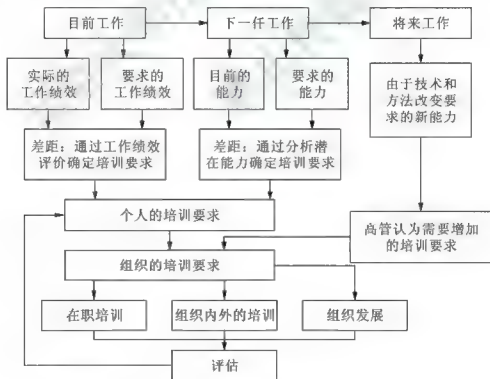 目前工作
下一仟工作
将来工作
实际的
工作绩效
要求的
工作绩效
目前的
能力
要求的
能力
由于技术和
方法改变要
求的新能力
差距：通过工作绩效
评价确定培训要求
差距：通过分析潜
在能力确定培训要求
个人的培训要求
高管认为需要增加
的培训要求
组织的培训要求
在职培训
组织内外的培训
组织发展
评估